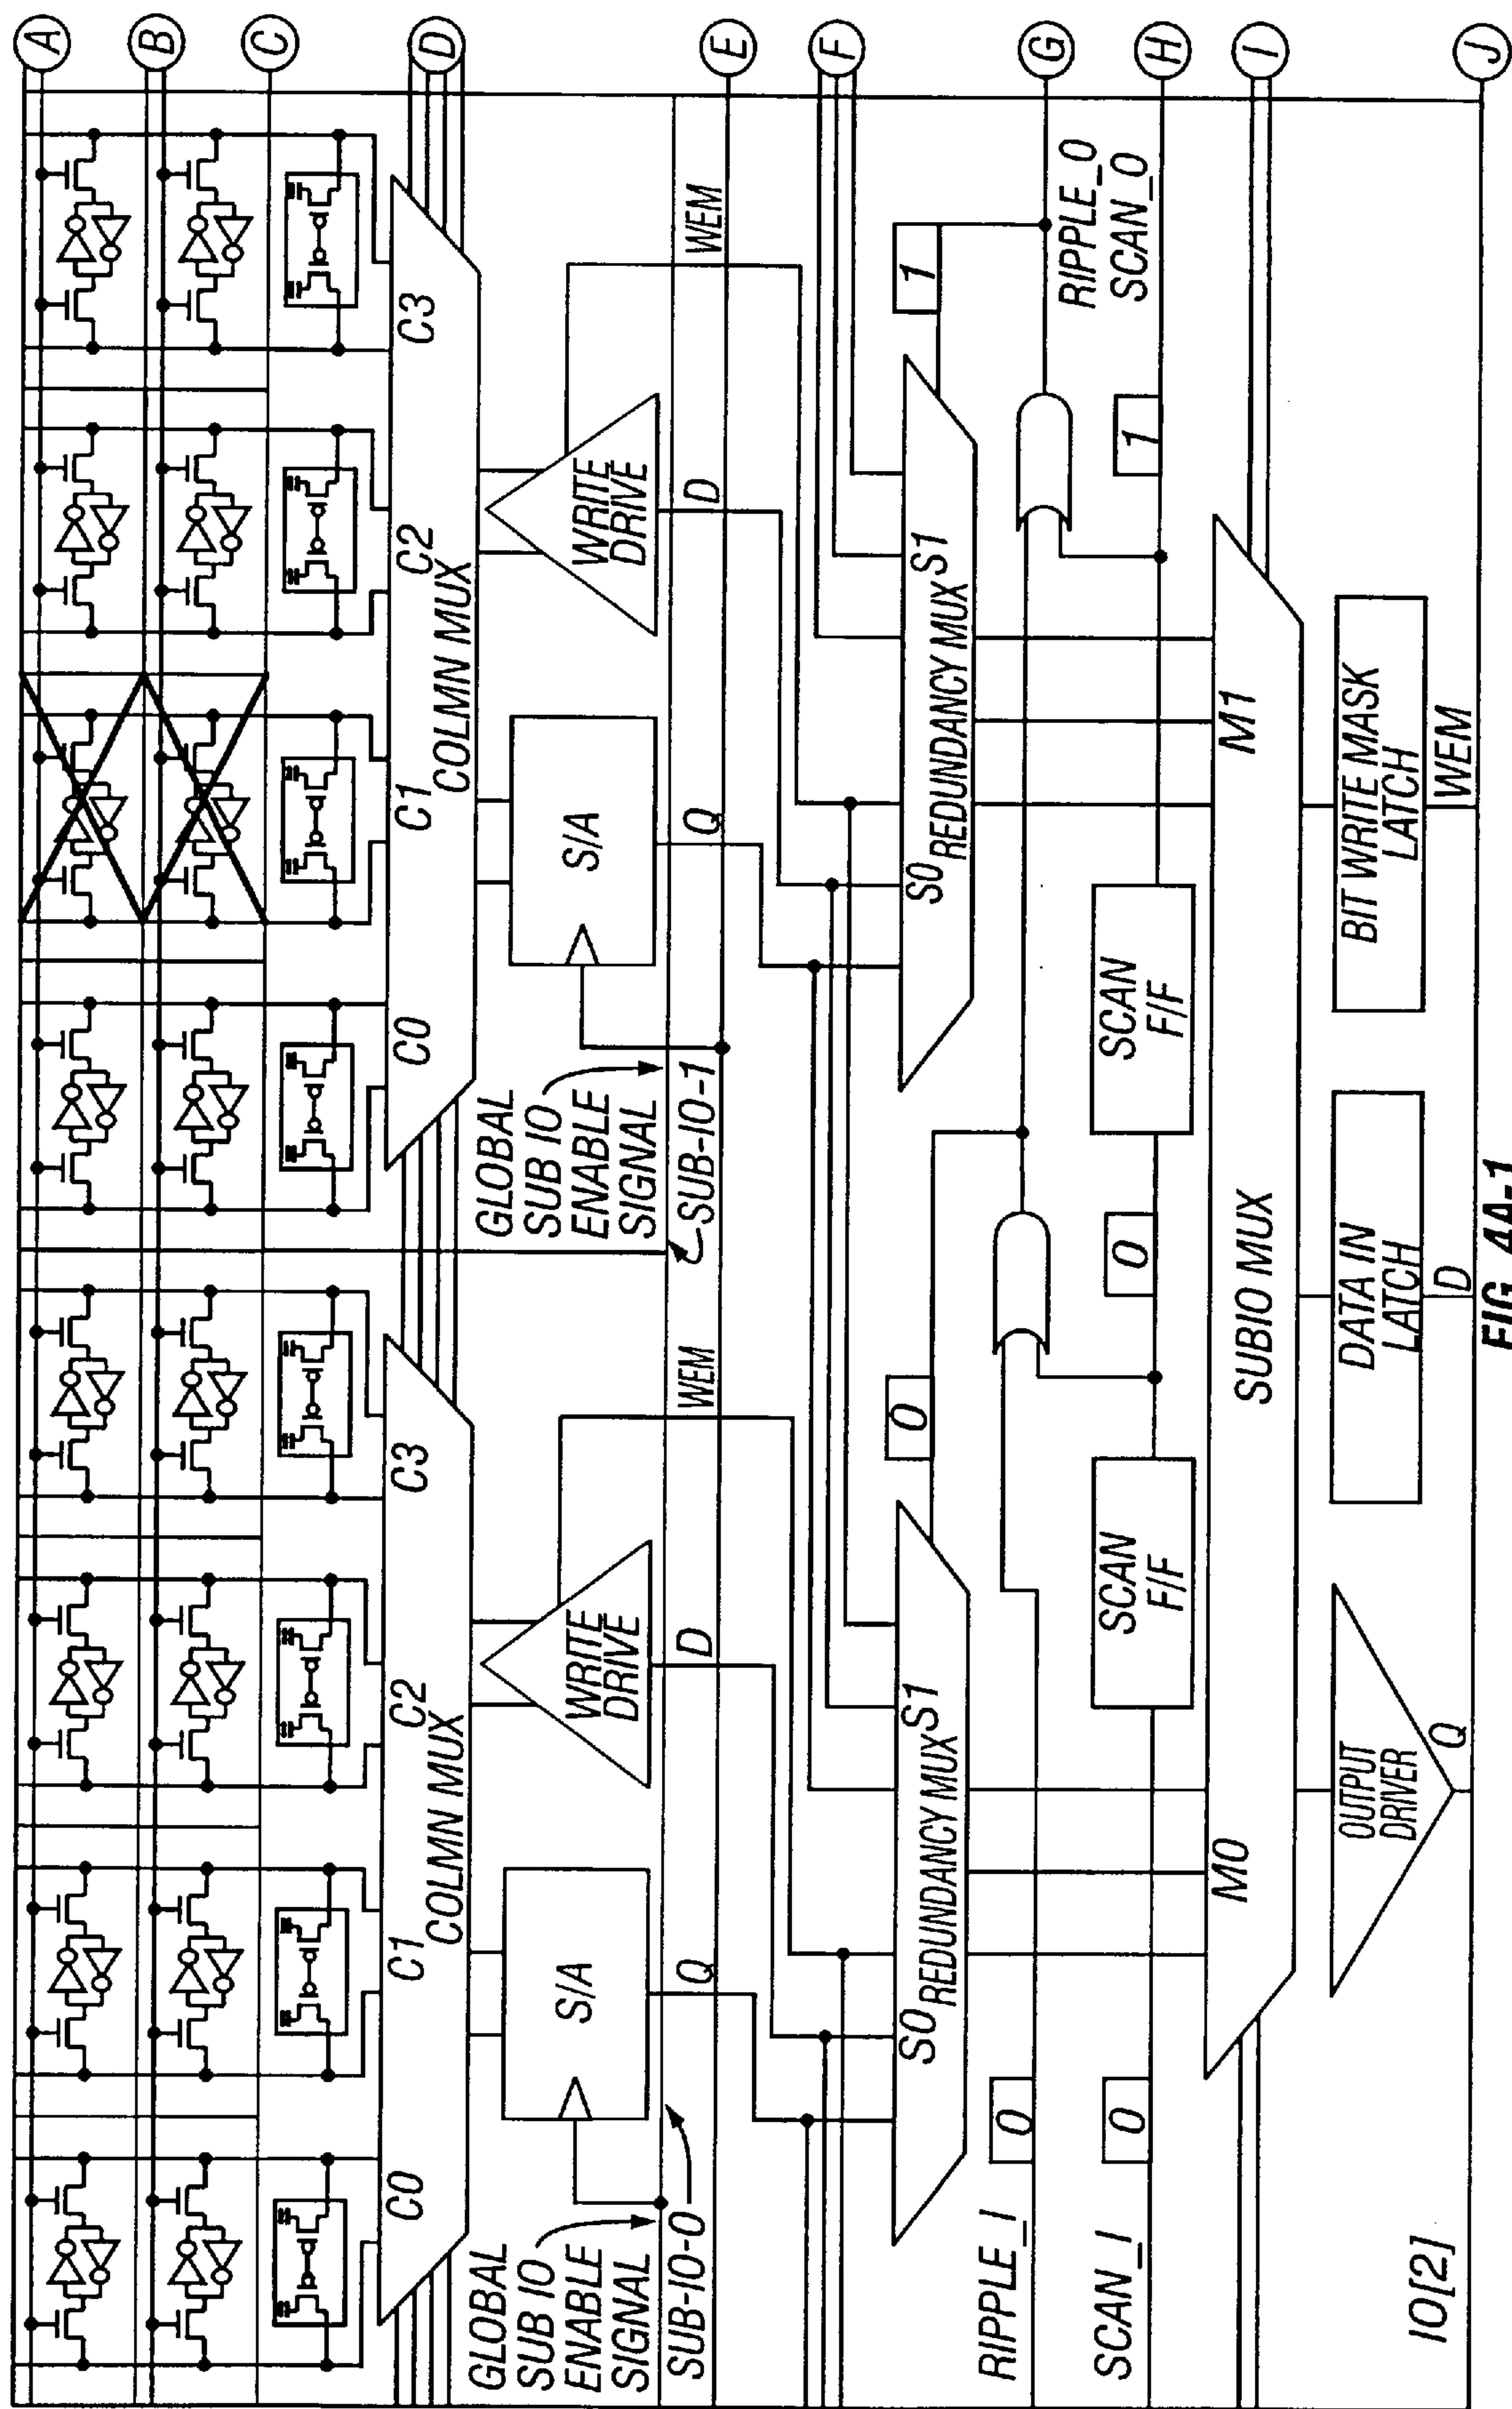 A
B
C
D
E
F
G
H
I
J
C0
C1
C2
C3
COLMN MUX
C0
C1
C2
C3
COLMN MUX
S/A
WRITE
DRIVE
S/A
WRITE
DRIVE
GLOBAL
SUB IO
ENABLE
SIGNAL
SUB-IO-0
GLOBAL
SUB IO
ENABLE
SIGNAL
SUB-IO-1
Q
D
WEM
Q
D
WEM
S0
REDUNDANCY MUX
S1
0
S0
REDUNDANCY MUX
S1
1
RIPPLE_I
0
RIPPLE_O
SCAN_I
0
SCAN
F/F
0
SCAN
F/F
1
SCAN_O
M0
SUBIO MUX
M1
OUTPUT
DRIVER
DATA IN
LATCH
BIT WRITE MASK
LATCH
Q
D
WEM
IO[2]
FIG. 4A-1